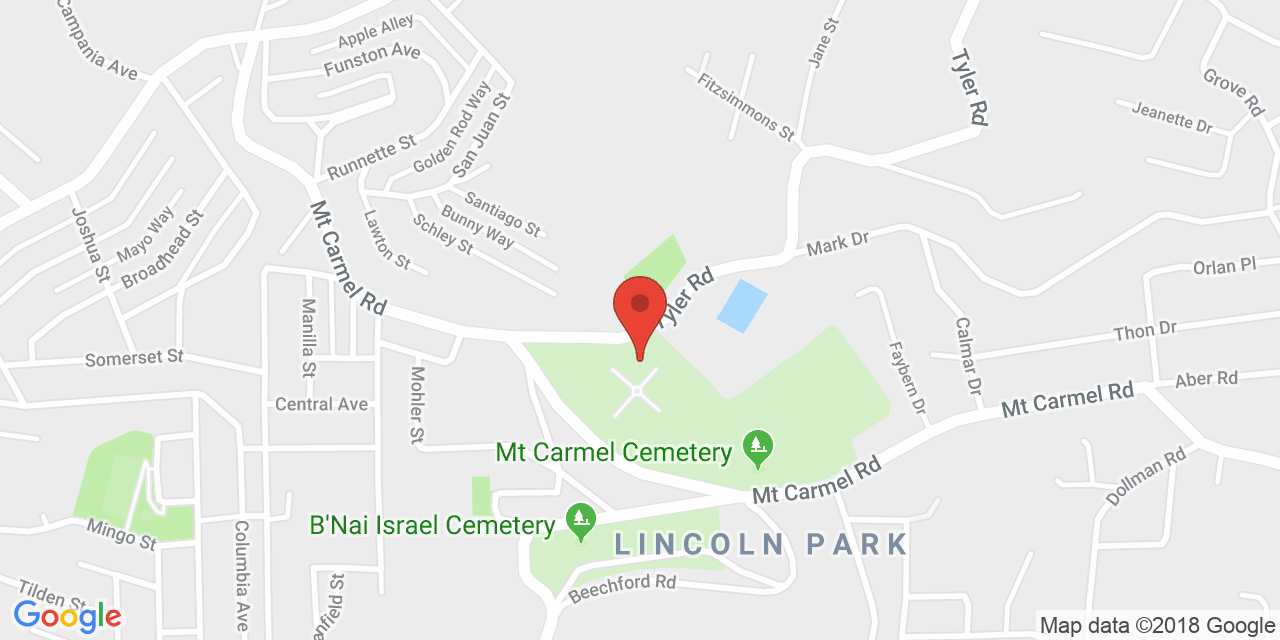 Campania Ave
Apple Alley
Funston Ave
Jane St
Tyler Rd
Grove Rd
Fitzsimmons St
Jeanette Dr
Golden Rod Way
San Juan St
Runnette St
Mt Carmel Rd
Joshua St
Mayo Way
Broadhead St
Lawton St
Santiago St
Bunny Way
Schley St
Mark Dr
Orlan Pl
Tyler Rd
Manilla St
Somerset St
Calmar Dr
Thon Dr
Faybern Dr
Aber Rd
Mohler St
Central Ave
Mt Carmel Rd
Mt Carmel Cemetery
Mt Carmel Rd
Dollman Rd
B'Nai Israel Cemetery
LINCOLN PARK
Mingo St
Columbia Ave
enfield St
Beechford Rd
Tilden St
Google
Map data ©2018 Google